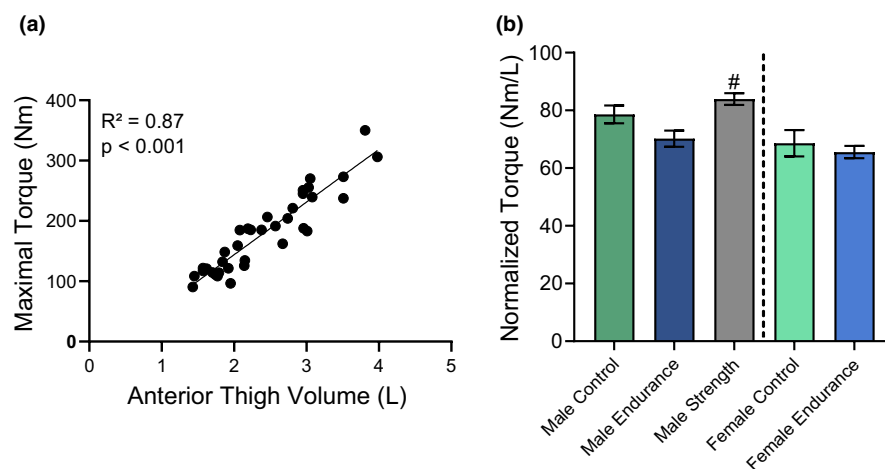 (a)
Maximal Torque (Nm)
400
300
200
100
0
R² = 0.87
p < 0.001
0 1 2 3 4 5
Anterior Thigh Volume (L)
(b)
Normalized Torque (Nm/L)
100
80
60
40
20
0
#
Male Control
Male Endurance
Male Strength
Female Control
Female Endurance